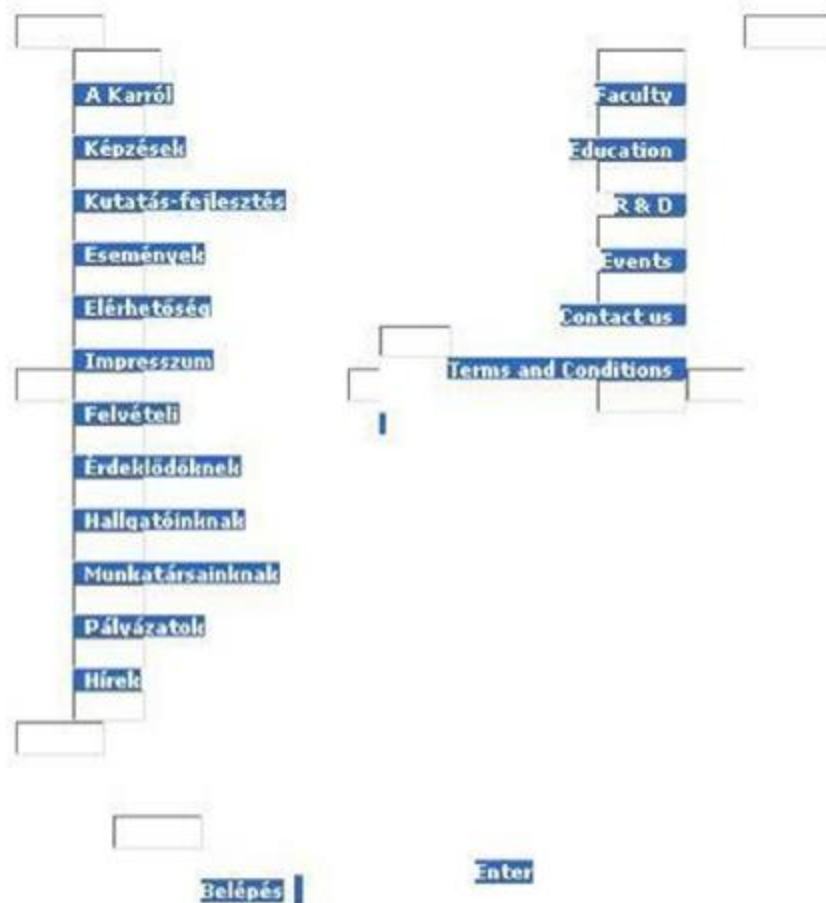 A Karról
Képzések
Kutatás-fejlesztés
Események
Elérhetőség
Impresszum
Felvételi
Érdeklődőknek
Hallgatóinknak
Munkatársainknak
Pályázatok
Hírek
Faculty
Education
R & D
Events
Contact us
Terms and Conditions
Belépés
Enter